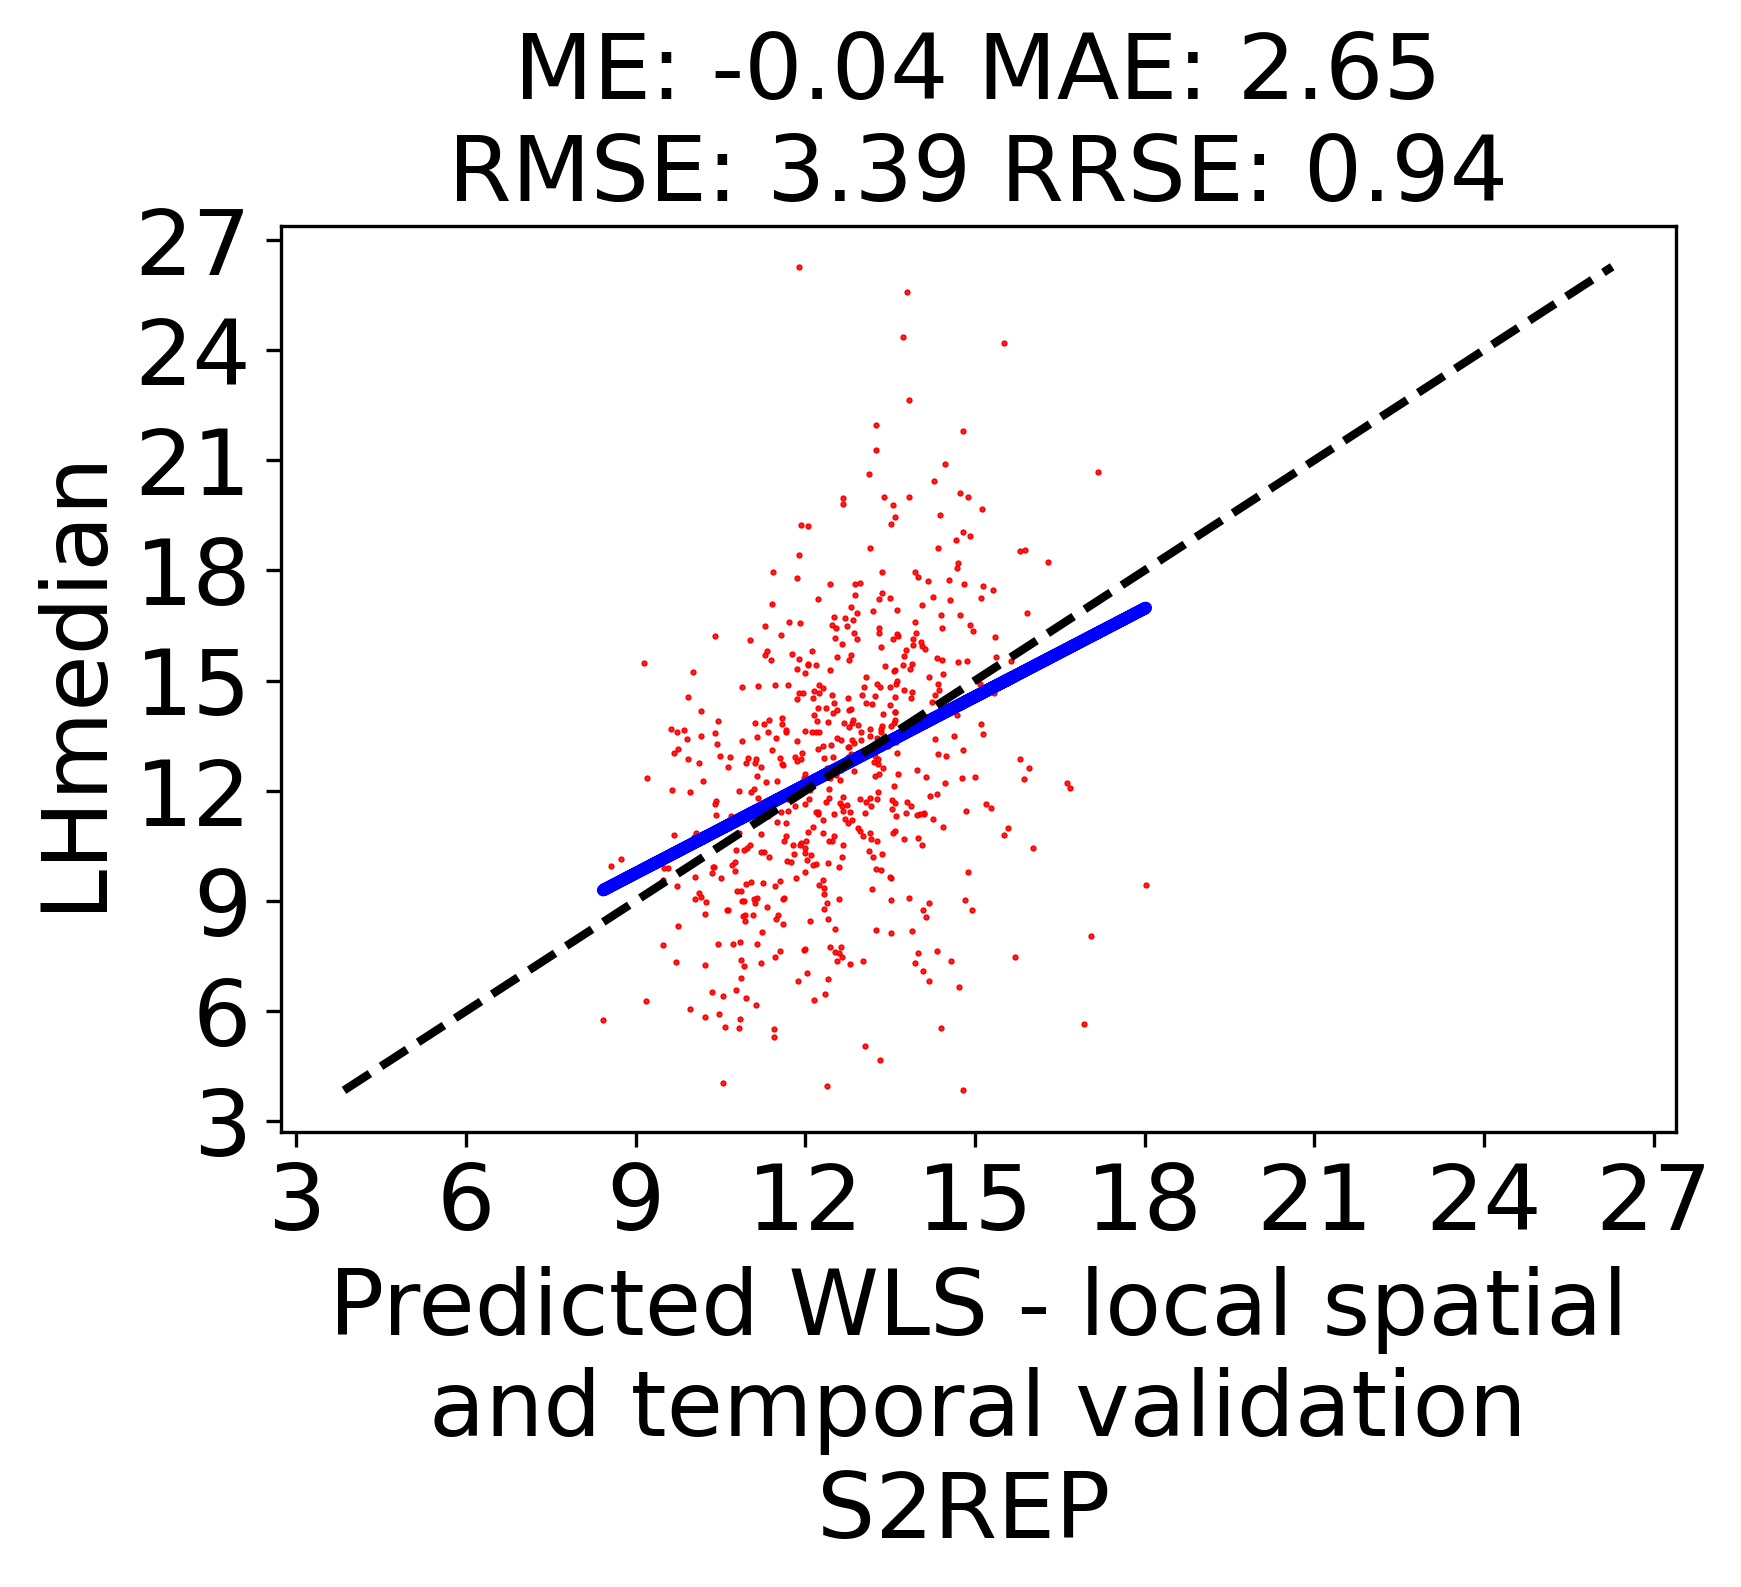 ME: -0.04 MAE: 2.65
RMSE: 3.39 RRSE: 0.94
27
24
21
18
15
12
9
6
3
LHmedian
3 6 9 12 15 18 21 24 27
Predicted WLS - local spatial
and temporal validation
S2REP